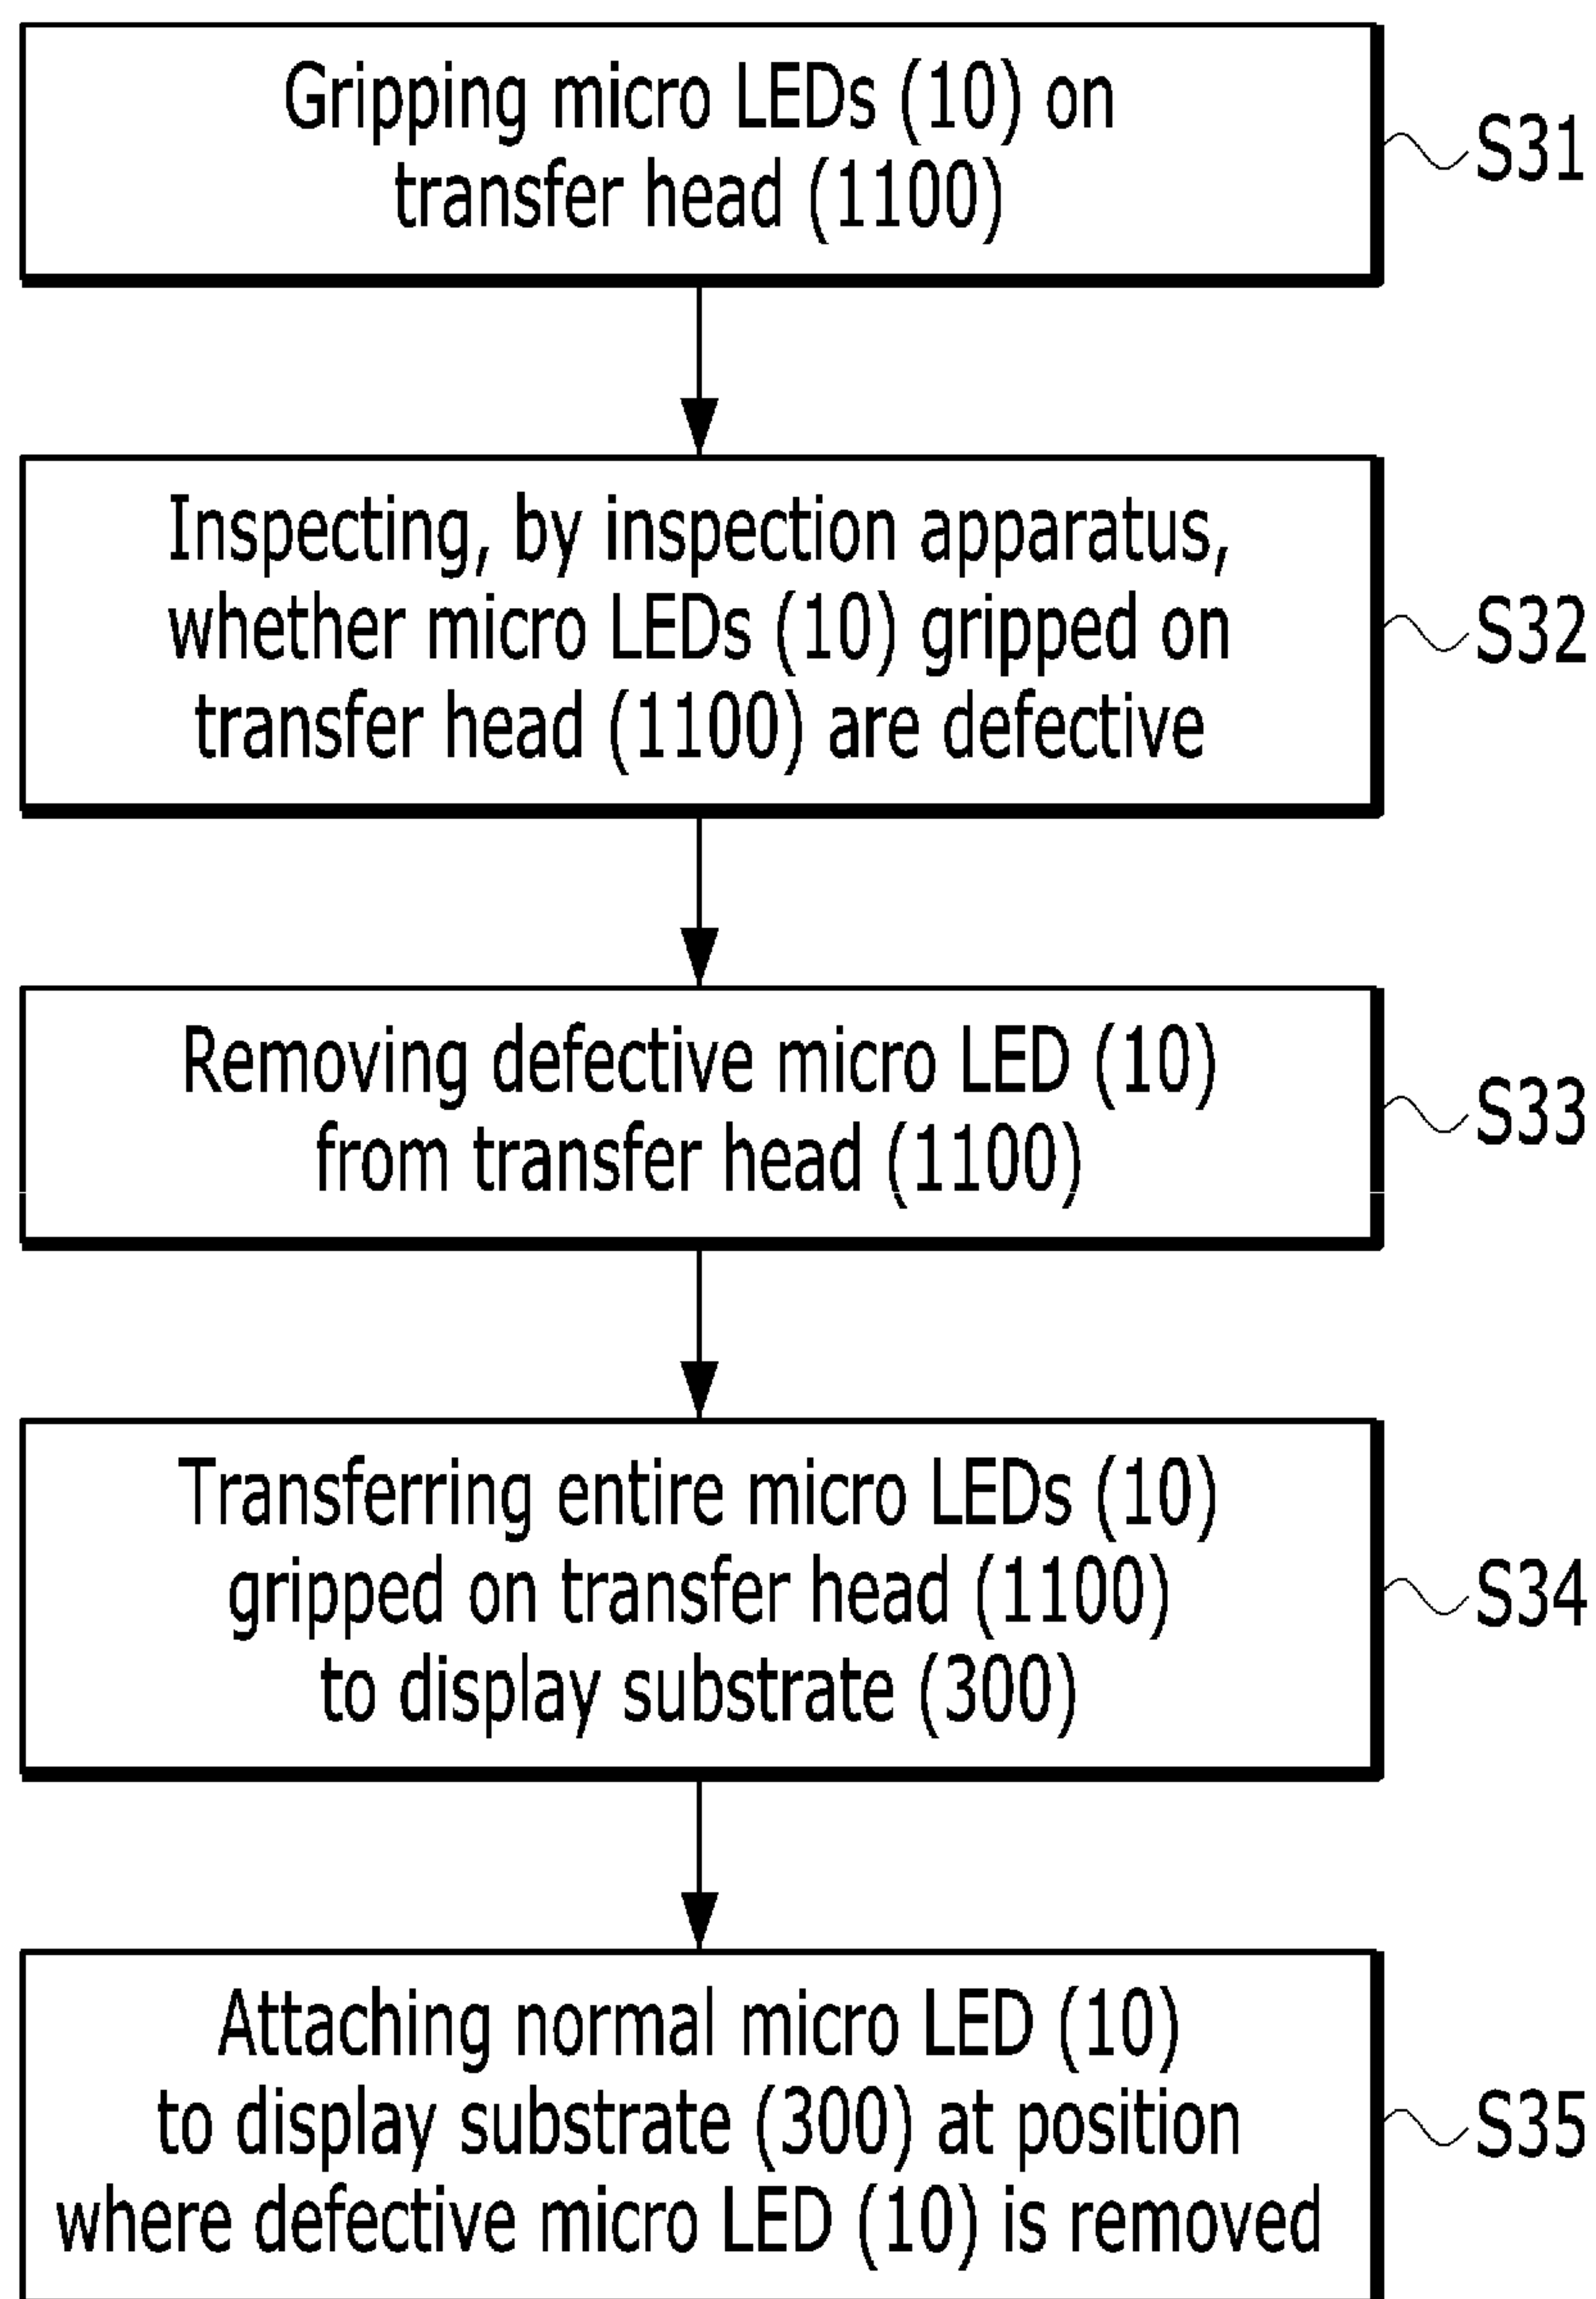 Gripping micro LEDs (10) on
transfer head (1100)
S31
Inspecting, by inspection apparatus,
whether micro LEDs (10) gripped on
transfer head (1100) are defective
S32
Removing defective micro LED (10)
from transfer head (1100)
S33
Transferring entire micro LEDs (10)
gripped on transfer head (1100)
to display substrate (300)
S34
Attaching normal micro LED (10)
to display substrate (300) at position
where defective micro LED (10) is removed
S35